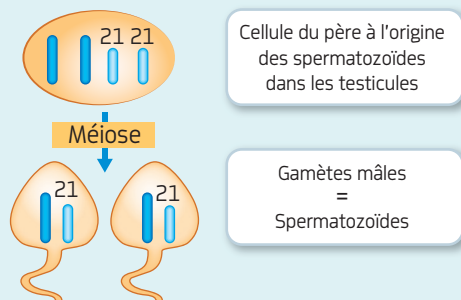 21 21
Cellule du père à l'origine
des spermatozoïdes
dans les testicules
Méiose
21
21
Gamètes mâles
=
Spermatozoïdes